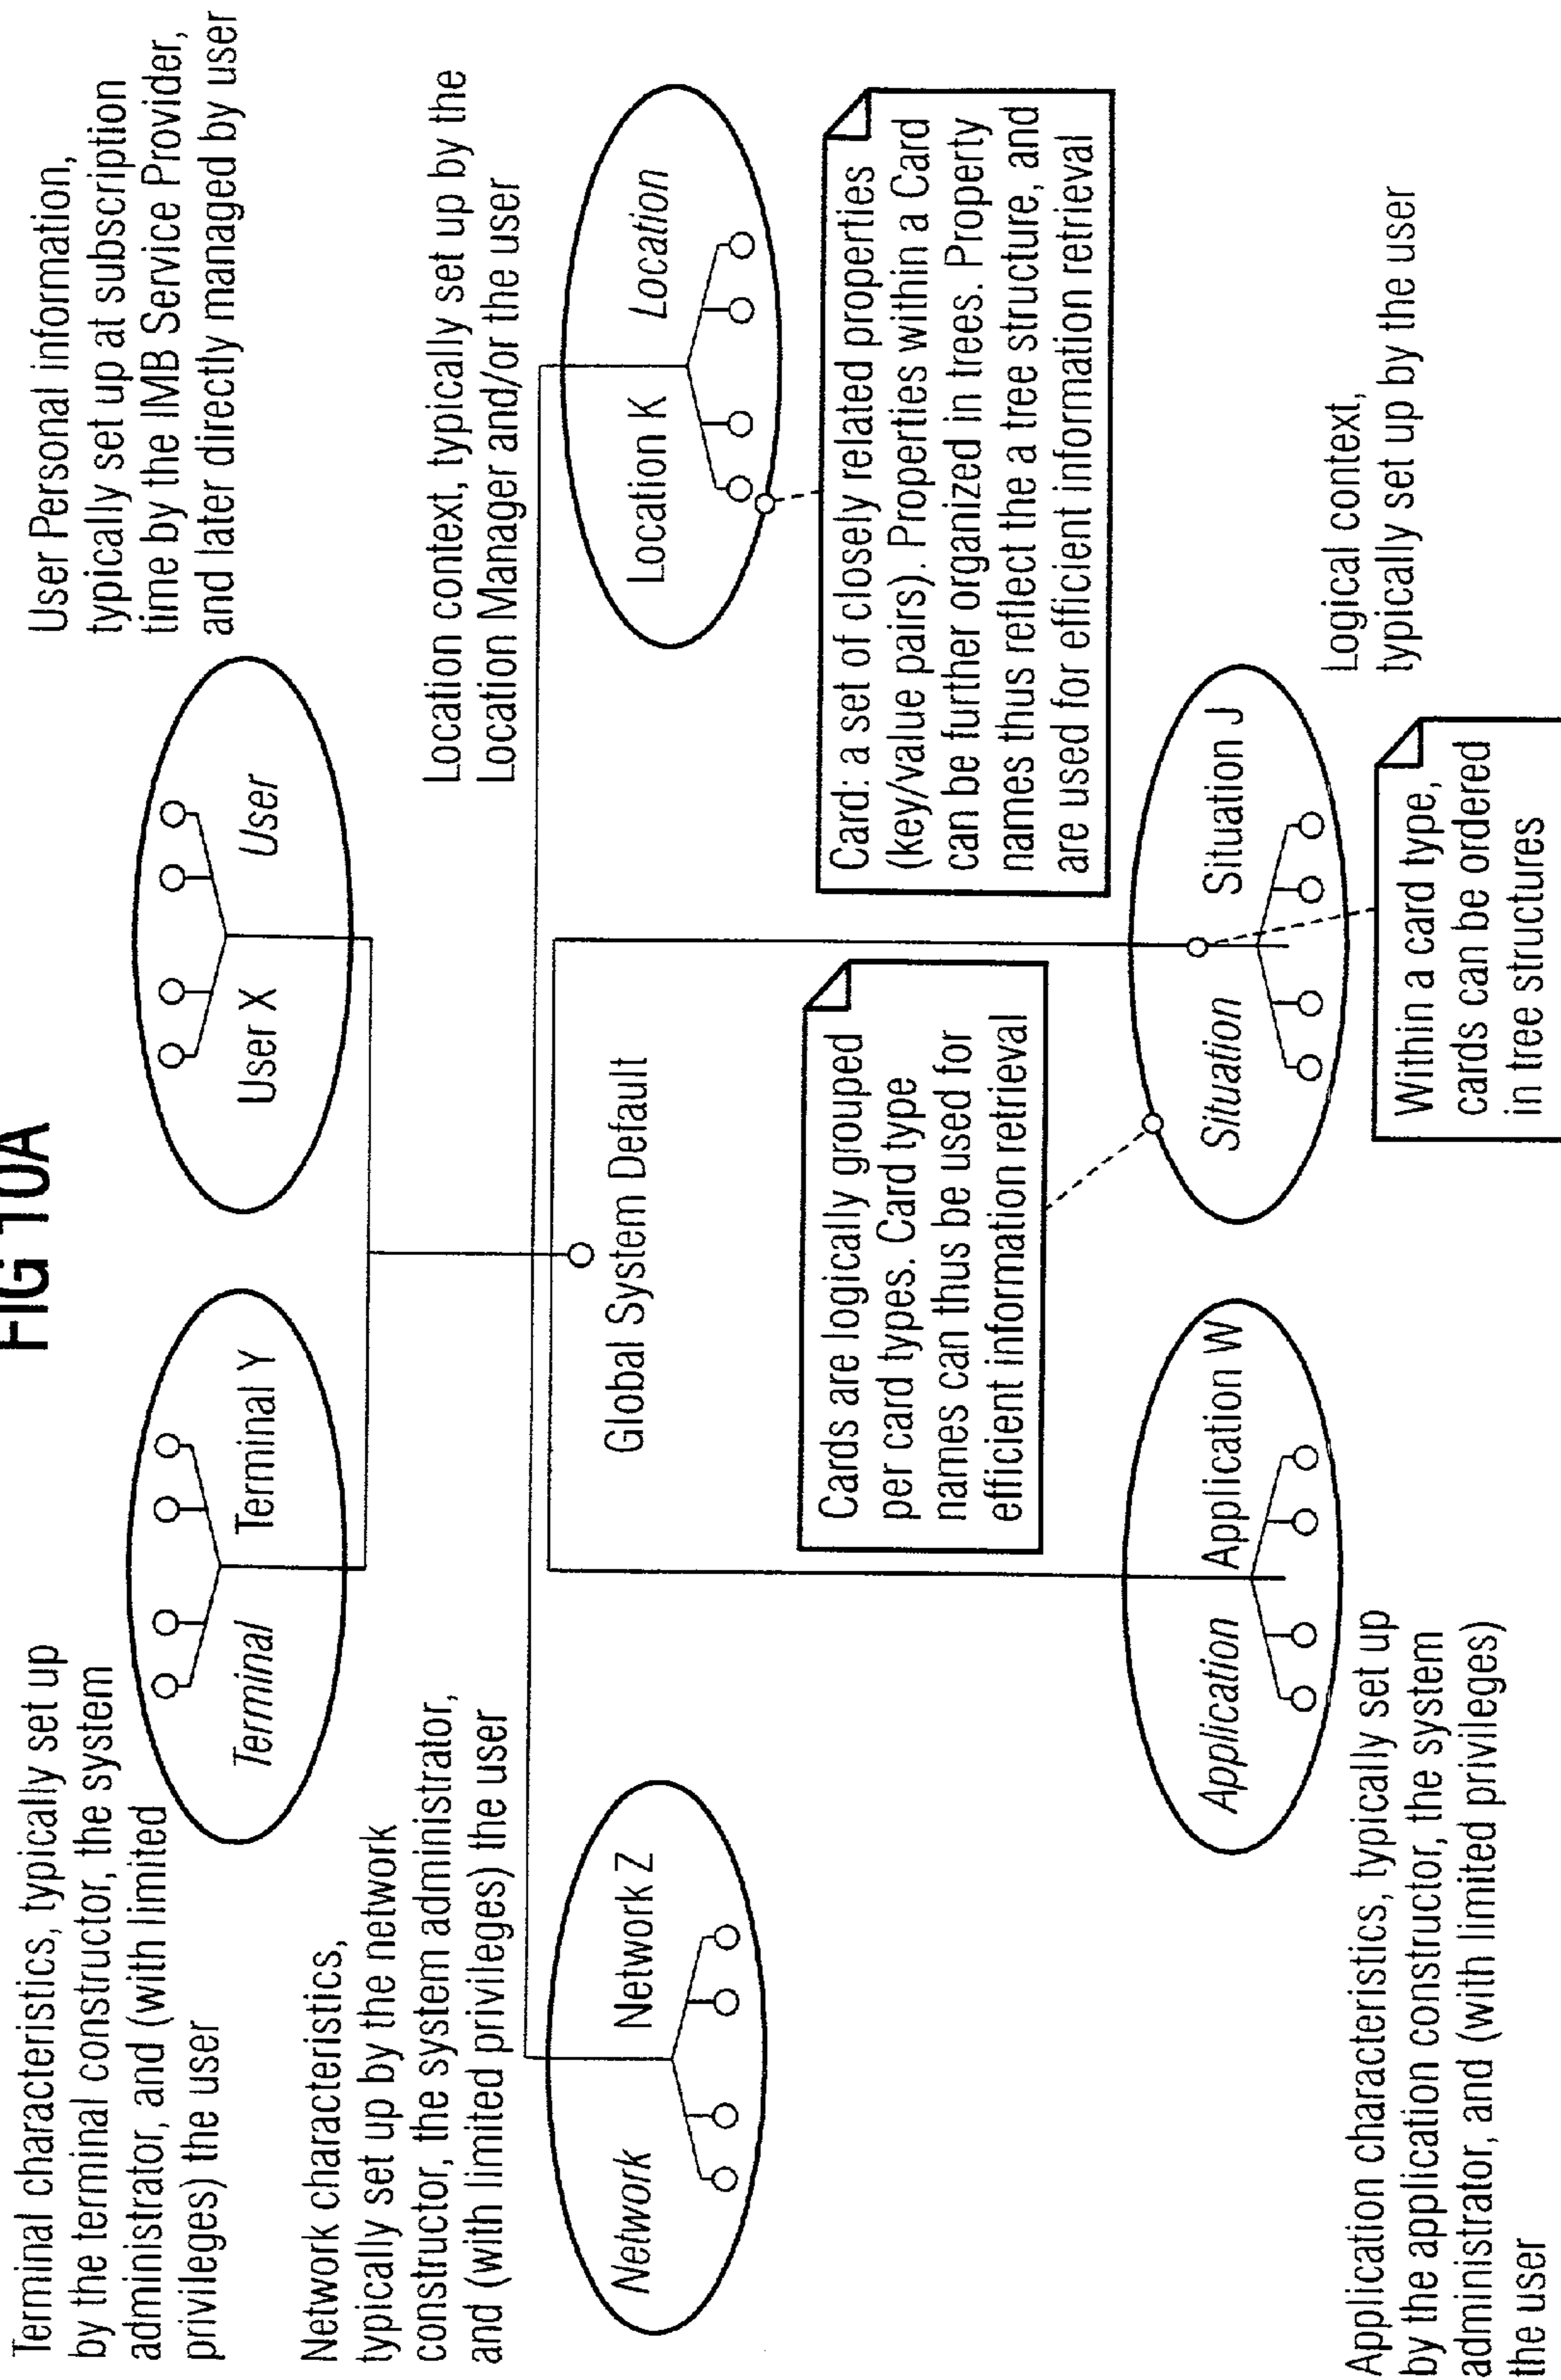 FIG 10A
Terminal characteristics, typically set up
by the terminal constructor, the system
administrator, and (with limited
privileges) the user
Terminal
Terminal Y
User X
User
User Personal information,
typically set up at subscription
time by the IMB Service Provider,
and later directly managed by user
Network characteristics,
typically set up by the network
constructor, the system administrator,
and (with limited privileges) the user
Network
Network Z
Global System Default
Location context, typically set up by the
Location Manager and/or the user
Location K
Location
Cards are logically grouped
per card types. Card type
names can thus be used for
efficient information retrieval
Card: a set of closely related properties
(key/value pairs). Properties within a Card
can be further organized in trees. Property
names thus reflect the a tree structure, and
are used for efficient information retrieval
Application
Application W
Situation
Situation J
Application characteristics, typically set up
by the application constructor, the system
administrator, and (with limited privileges)
the user
Within a card type,
cards can be ordered
in tree structures
Logical context,
typically set up by the user